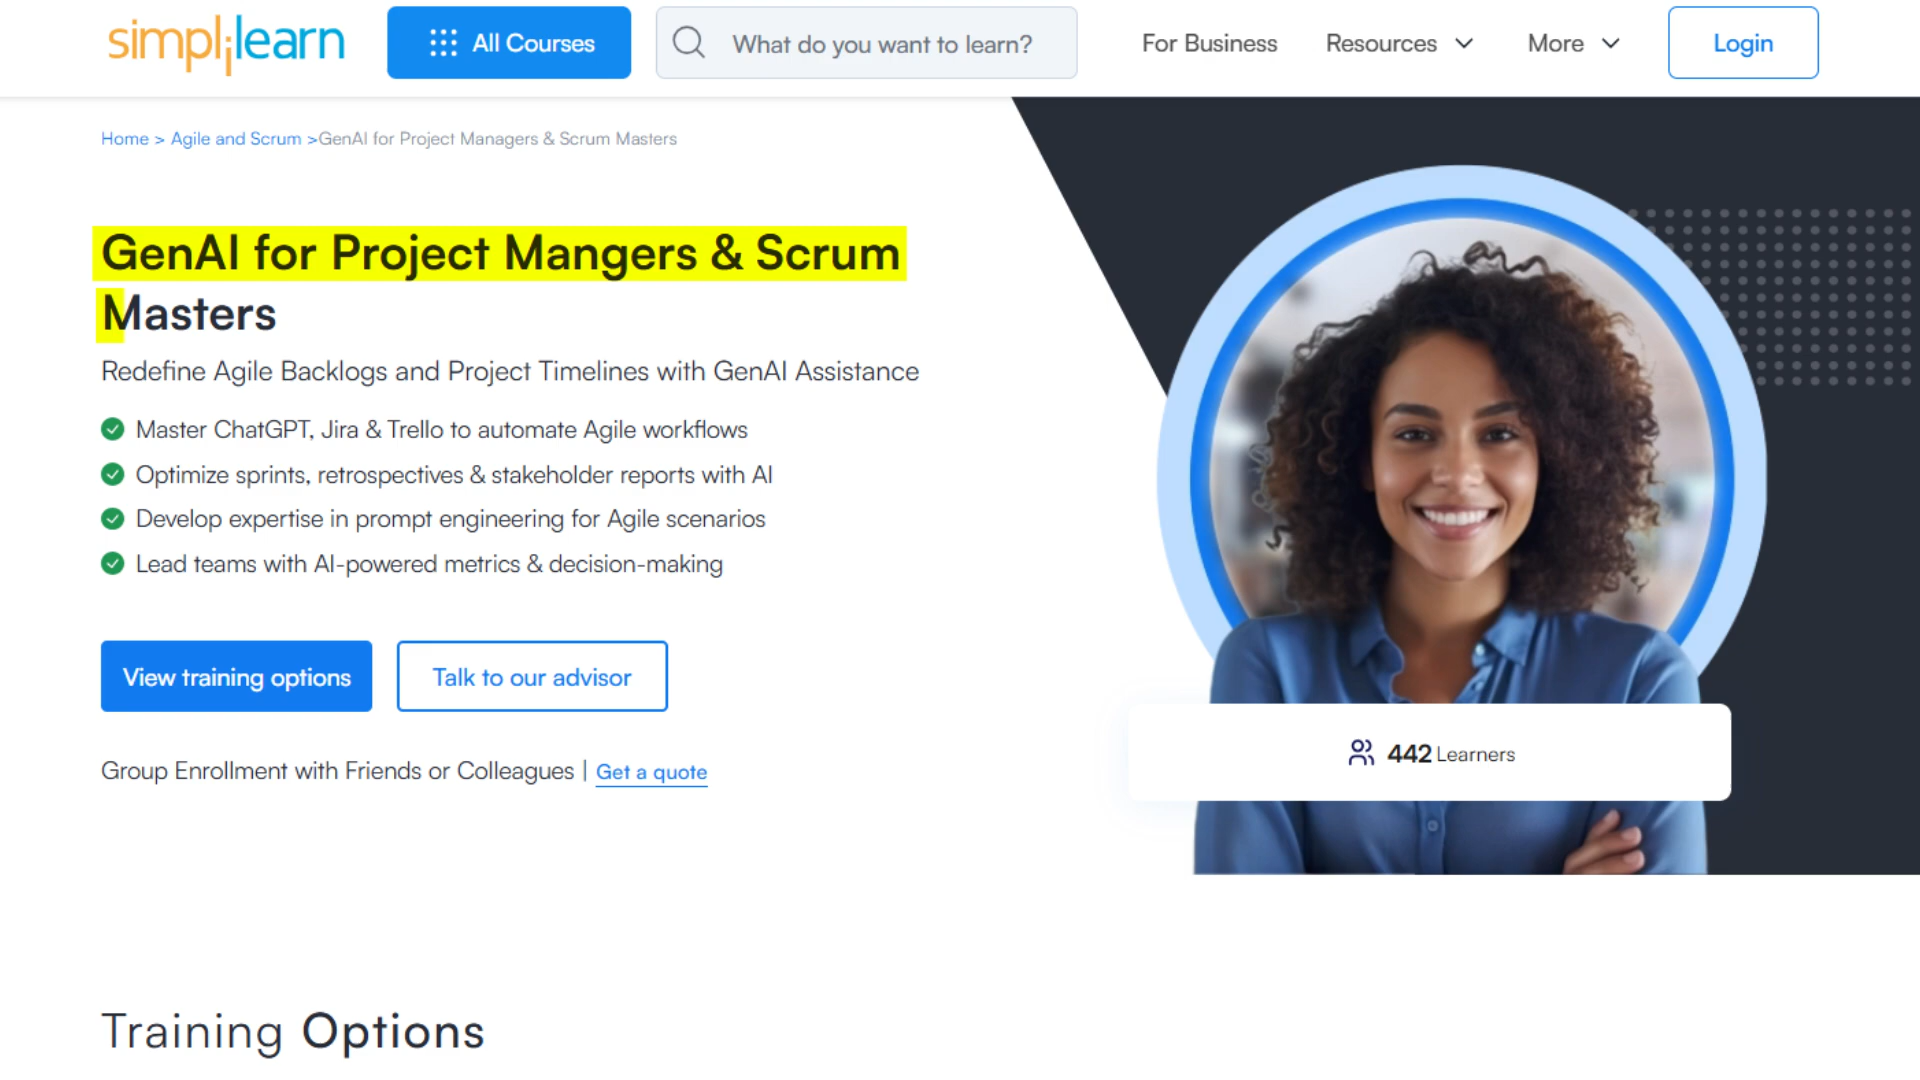 simplilearn
All Courses
What do you want to learn?
For Business
Resources
More
Login
Home > Agile and Scrum >GenAI for Project Managers & Scrum Masters
GenAI for Project Mangers & Scrum
Masters
Redefine Agile Backlogs and Project Timelines with GenAI Assistance
Master ChatGPT, Jira & Trello to automate Agile workflows
Optimize sprints, retrospectives & stakeholder reports with AI
Develop expertise in prompt engineering for Agile scenarios
Lead teams with AI-powered metrics & decision-making
View training options
Talk to our advisor
442 Learners
Group Enrollment with Friends or Colleagues | Get a quote
Training Options